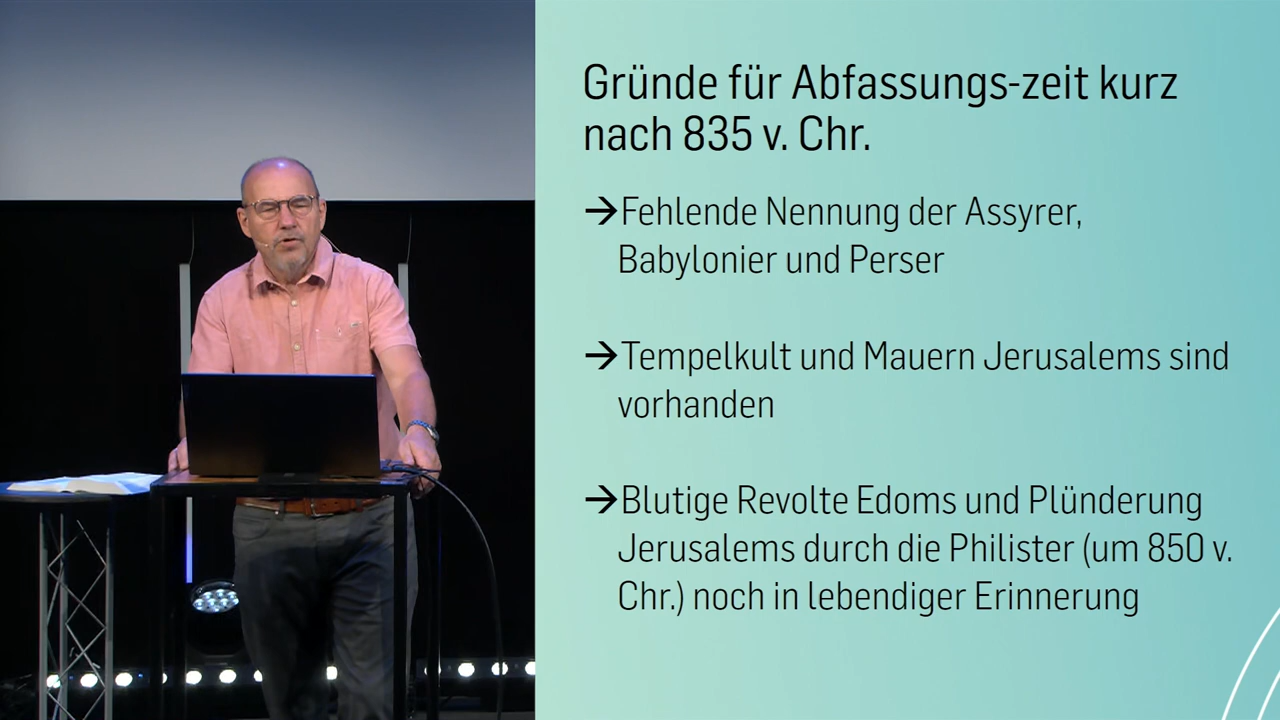 Gründe für Abfassungs-zeit kurz
nach 835 v. Chr.
→Fehlende Nennung der Assyrer,
Babylonier und Perser
→Tempelkult und Mauern Jerusalems sind
vorhanden
→Blutige Revolte Edoms und Plünderung
Jerusalems durch die Philister (um 850 v.
Chr.) noch in lebendiger Erinnerung